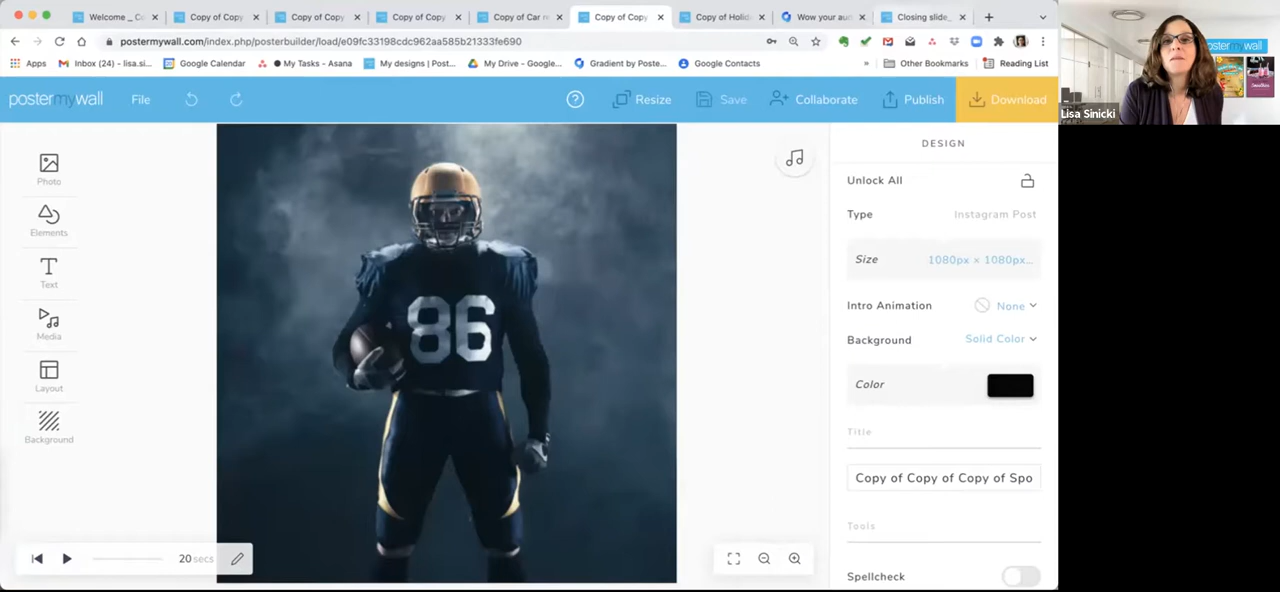 Welcome _ Co
Copy of Copy
Copy of Copy
Copy of Copy
Copy of Car r
Copy of Copy
Copy of Holid
Wow your au
Closing slide_
postermywall.com/index.php/posterbuilder/load/e09fc33198cdc962aa585b21333fe690
Apps
Inbox (24) - lisa.si...
Google Calendar
My Tasks - Asana
My designs | Post...
My Drive - Google...
Gradient by Poste...
Google Contacts
»
Other Bookmarks
Reading List
postermywall
File
Resize
Save
Collaborate
Publish
Download
Photo
Elements
Text
Media
Layout
Background
86
20 secs
DESIGN
Unlock All
Type
Instagram Post
Size
1080px × 1080px...
Intro Animation
None
Background
Solid Color
Color
Title
Copy of Copy of Copy of Spo
Tools
Spellcheck
ostermywall
Lisa Sinicki